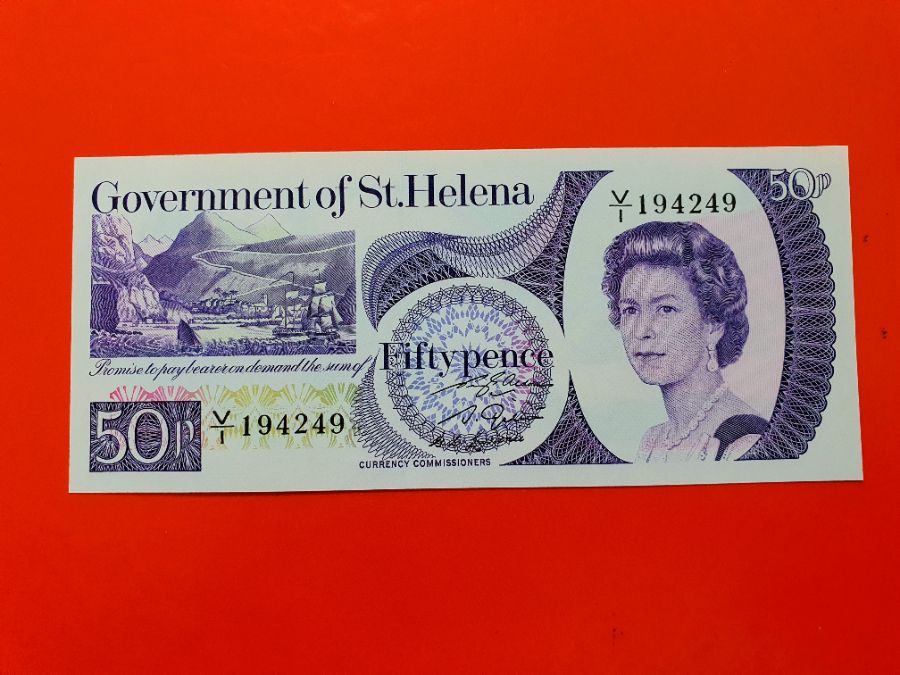 Government of St.Helena
V/1 194249
50p
Promise to pay bearer on demand the sum of
Fifty pence
50p
V/1 194249
CURRENCY COMMISSIONERS